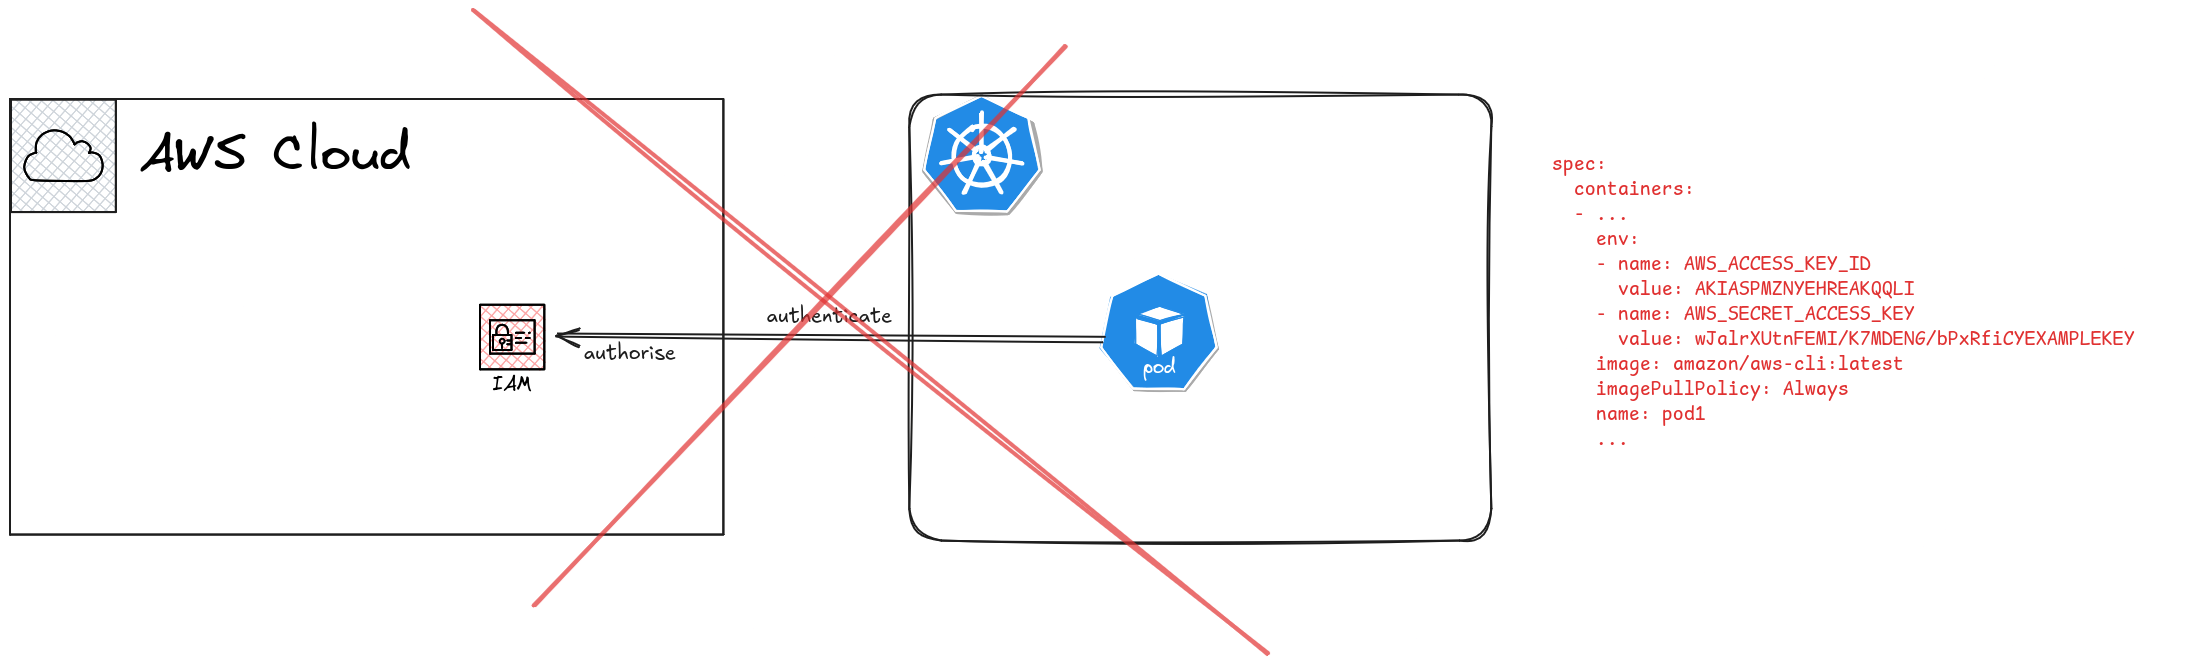 AWS Cloud
authenticate
authorise
IAM
pod
spec:
  containers:
  - ...
    env:
    - name: AWS_ACCESS_KEY_ID
      value: AKIASPMZNYEHREAKQQLI
    - name: AWS_SECRET_ACCESS_KEY
      value: wJalrXUtnFEMI/K7MDENG/bPxRfiCYEXAMPLEKEY
    image: amazon/aws-cli:latest
    imagePullPolicy: Always
    name: pod1
    ...